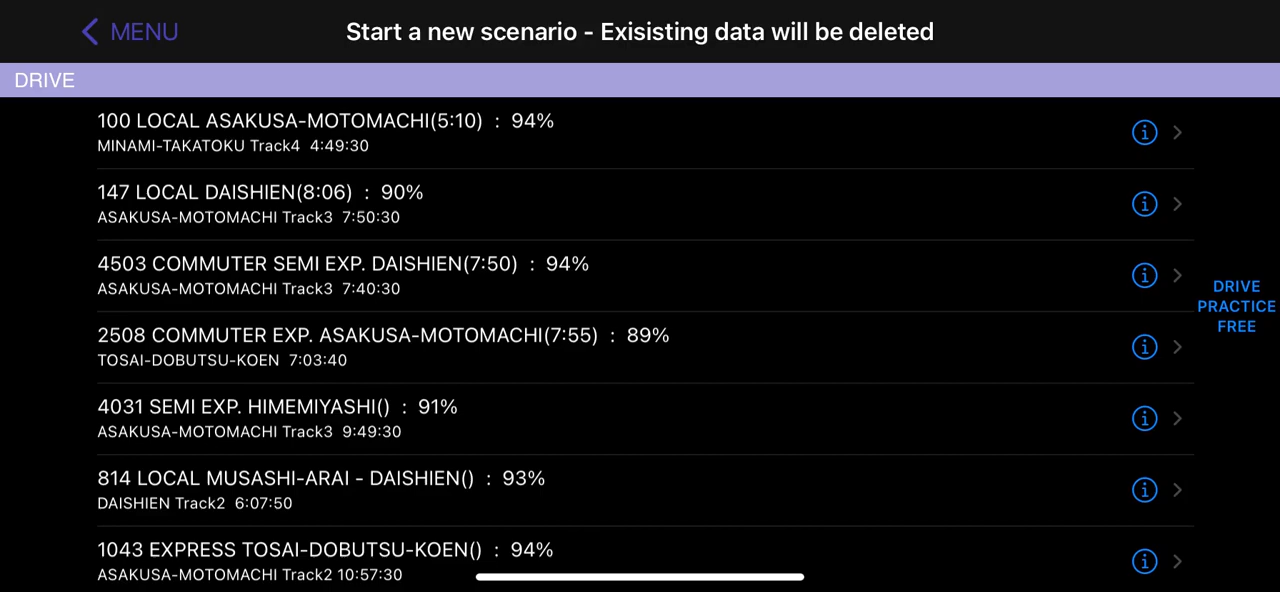 MENU
Start a new scenario - Exisisting data will be deleted
DRIVE
100 LOCAL ASAKUSA-MOTOMACHI(5:10) : 94%
MINAMI-TAKATOKU Track4 4:49:30
147 LOCAL DAISHIEN(8:06) : 90%
ASAKUSA-MOTOMACHI Track3 7:50:30
4503 COMMUTER SEMI EXP. DAISHIEN(7:50) : 94%
ASAKUSA-MOTOMACHI Track3 7:40:30
2508 COMMUTER EXP. ASAKUSA-MOTOMACHI(7:55) : 89%
TOSAI-DOBUTSU-KOEN 7:03:40
4031 SEMI EXP. HIMEMIYASHI() : 91%
ASAKUSA-MOTOMACHI Track3 9:49:30
814 LOCAL MUSASHI-ARAI - DAISHIEN() : 93%
DAISHIEN Track2 6:07:50
1043 EXPRESS TOSAI-DOBUTSU-KOEN() : 94%
ASAKUSA-MOTOMACHI Track2 10:57:30
DRIVE
PRACTICE
FREE